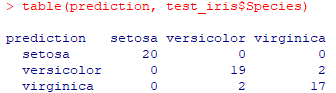 > table(prediction, test_iris$Species)
prediction setosa versicolor virginica
setosa 20 0 0
versicolor 0 19 2
virginica 0 2 17